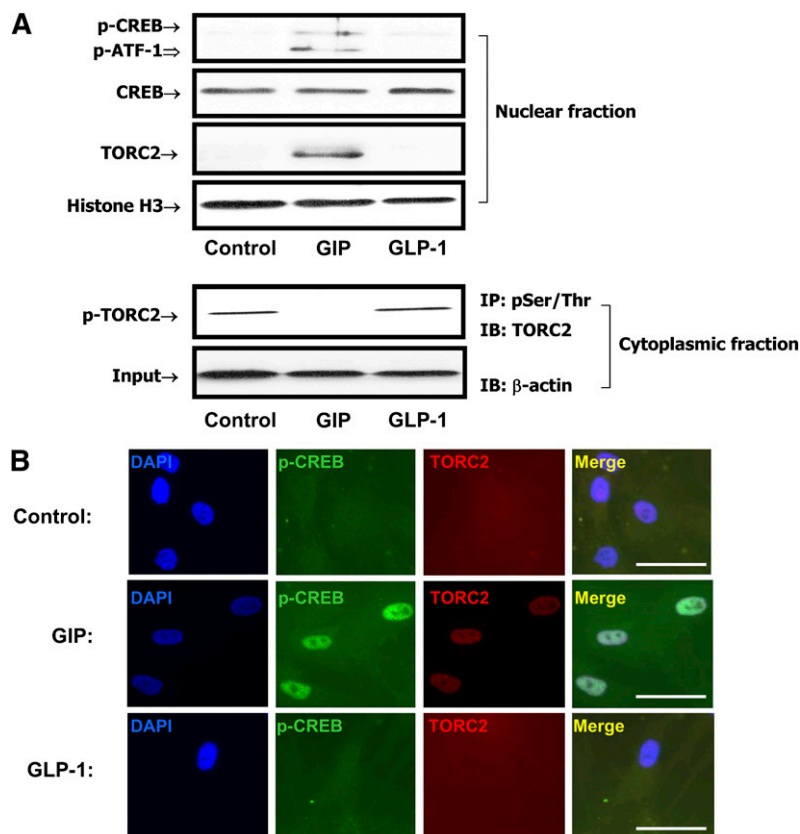 A
p-CREB→
p-ATF-1⇒
CREB→
TORC2→
Histone H3→
Nuclear fraction
Control GIP GLP-1
p-TORC2→
IP: pSer/Thr
IB: TORC2
Cytoplasmic fraction
Input→
IB: β-actin
Control GIP GLP-1
B
DAPI p-CREB TORC2 Merge
Control:
DAPI p-CREB TORC2 Merge
GIP:
DAPI p-CREB TORC2 Merge
GLP-1: